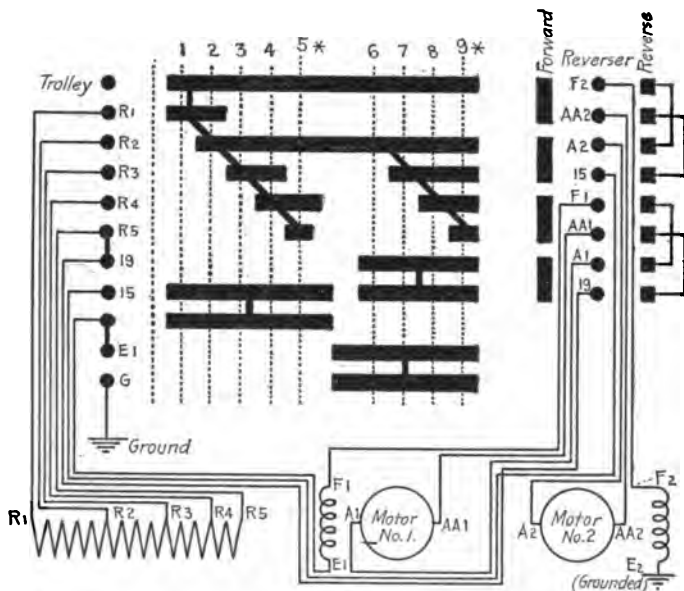 1 2 3 4 5* 6 7 8 9*
Forward
Reverser
Reverse
Trolley
R1
R2
R3
R4
R5
19
15
E1
G
Ground
F2
AA2
A2
15
F1
AA1
A1
19
R1
R2
R3
R4
R5
F1
A1
Motor
No.1.
AA1
E1
A2
Motor
No.2
AA2
F2
E2
(Grounded)